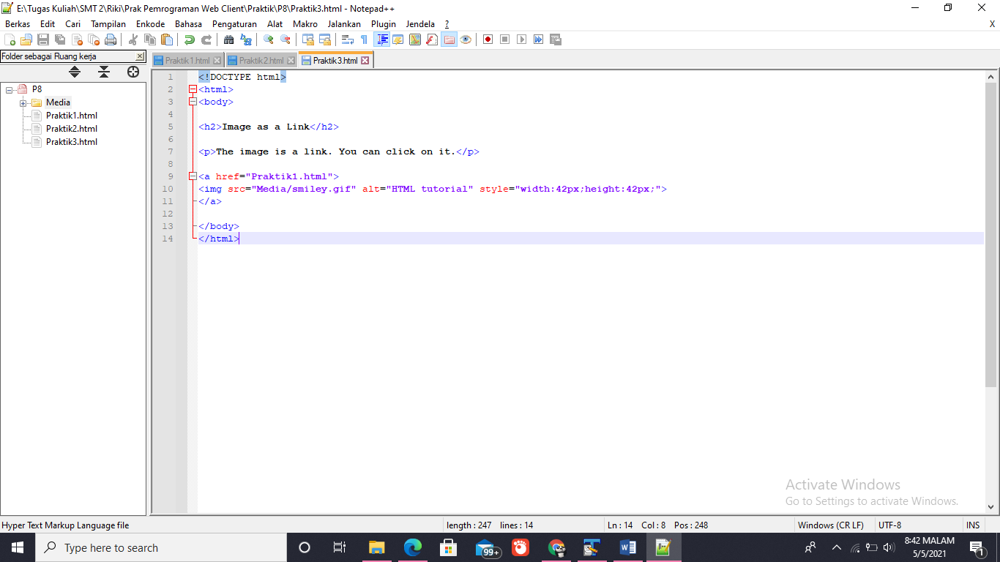 E:\Tugas Kuliah\SMT 2\Riki\Prak Pemrograman Web Client\Praktik\P8\Praktik3.html - Notepad++
Berkas Edit Cari Tampilan Enkode Bahasa Pengaturan Alat Makro Jalankan Plugin Jendela ? X
Folder sebagai Ruang kerja
Praktik1.html Praktik2.html Praktik3.html
P8
Media
Praktik1.html
Praktik2.html
Praktik3.html
1 <!DOCTYPE html>
2 <html>
3 <body>
4
5 <h2>Image as a Link</h2>
6
7 <p>The image is a link. You can click on it.</p>
8
9 <a href="Praktik1.html">
10 <img src="Media/smiley.gif" alt="HTML tutorial" style="width:42px;height:42px;">
11 </a>
12
13 </body>
14 </html>
Activate Windows
Go to Settings to activate Windows.
Hyper Text Markup Language file length : 247 lines : 14 Ln : 14 Col : 8 Pos : 248 Windows (CR LF) UTF-8 INS
Type here to search
99+
8:42 MALAM
5/5/2021
1